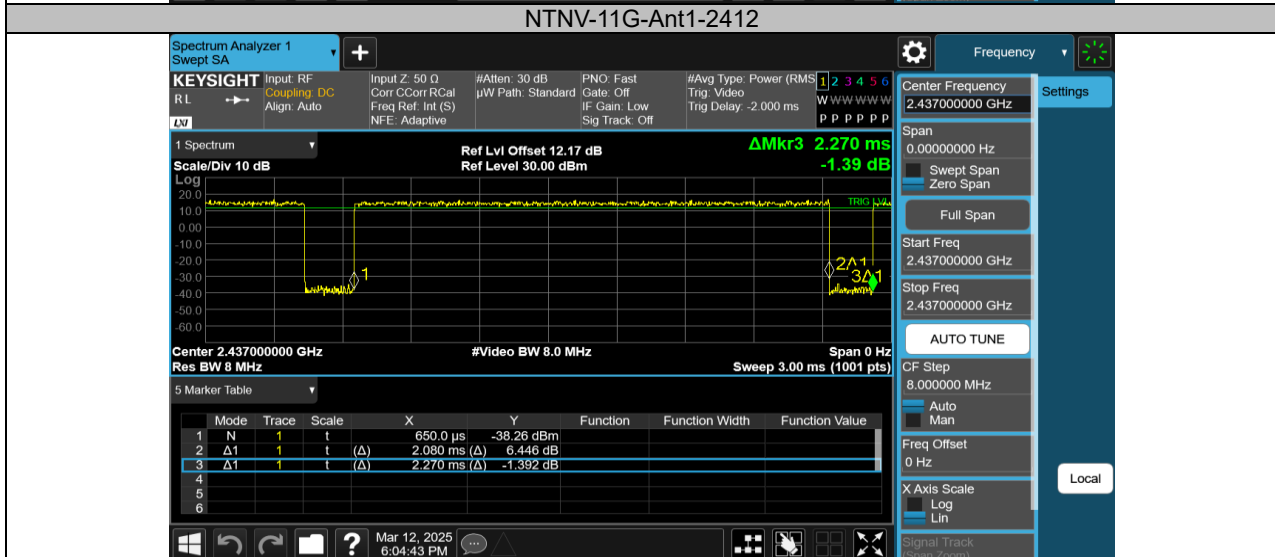 NTNV-11G-Ant1-2412
Spectrum Analyzer 1
Swept SA
Frequency
KEYSIGHT
R L
LXI
Input: RF
Coupling: DC
Align: Auto
Input Z: 50 Ω
Corr CCorr RCal
Freq Ref: Int (S)
NFE: Adaptive
#Atten: 30 dB
µW Path: Standard
PNO: Fast
Gate: Off
IF Gain: Low
Sig Track: Off
#Avg Type: Power (RMS
Trig: Video
Trig Delay: -2.000 ms
1 2 3 4 5 6
W W W W W W
P P P P P P
1 Spectrum
Scale/Div 10 dB
Ref Lvl Offset 12.17 dB
Ref Level 30.00 dBm
ΔMkr3 2.270 ms
-1.39 dB
Log
20.0
10.0
0.00
-10.0
-20.0
-30.0
-40.0
-50.0
-60.0
TRIG LVL
1
2Δ1
3Δ1
Center 2.437000000 GHz
#Video BW 8.0 MHz
Span 0 Hz
Res BW 8 MHz
Sweep 3.00 ms (1001 pts)
5 Marker Table
Mode Trace Scale X Y Function Function Width Function Value
1 N 1 t 650.0 µs -38.26 dBm
2 Δ1 1 t (Δ) 2.080 ms (Δ) 6.446 dB
3 Δ1 1 t (Δ) 2.270 ms (Δ) -1.392 dB
4
5
6
Mar 12, 2025
6:04:43 PM
Center Frequency
2.437000000 GHz
Span
0.00000000 Hz
Swept Span
Zero Span
Full Span
Start Freq
2.437000000 GHz
Stop Freq
2.437000000 GHz
AUTO TUNE
CF Step
8.000000 MHz
Auto
Man
Freq Offset
0 Hz
X Axis Scale
Log
Lin
Signal Track
(Span Zoom)
Settings
Local